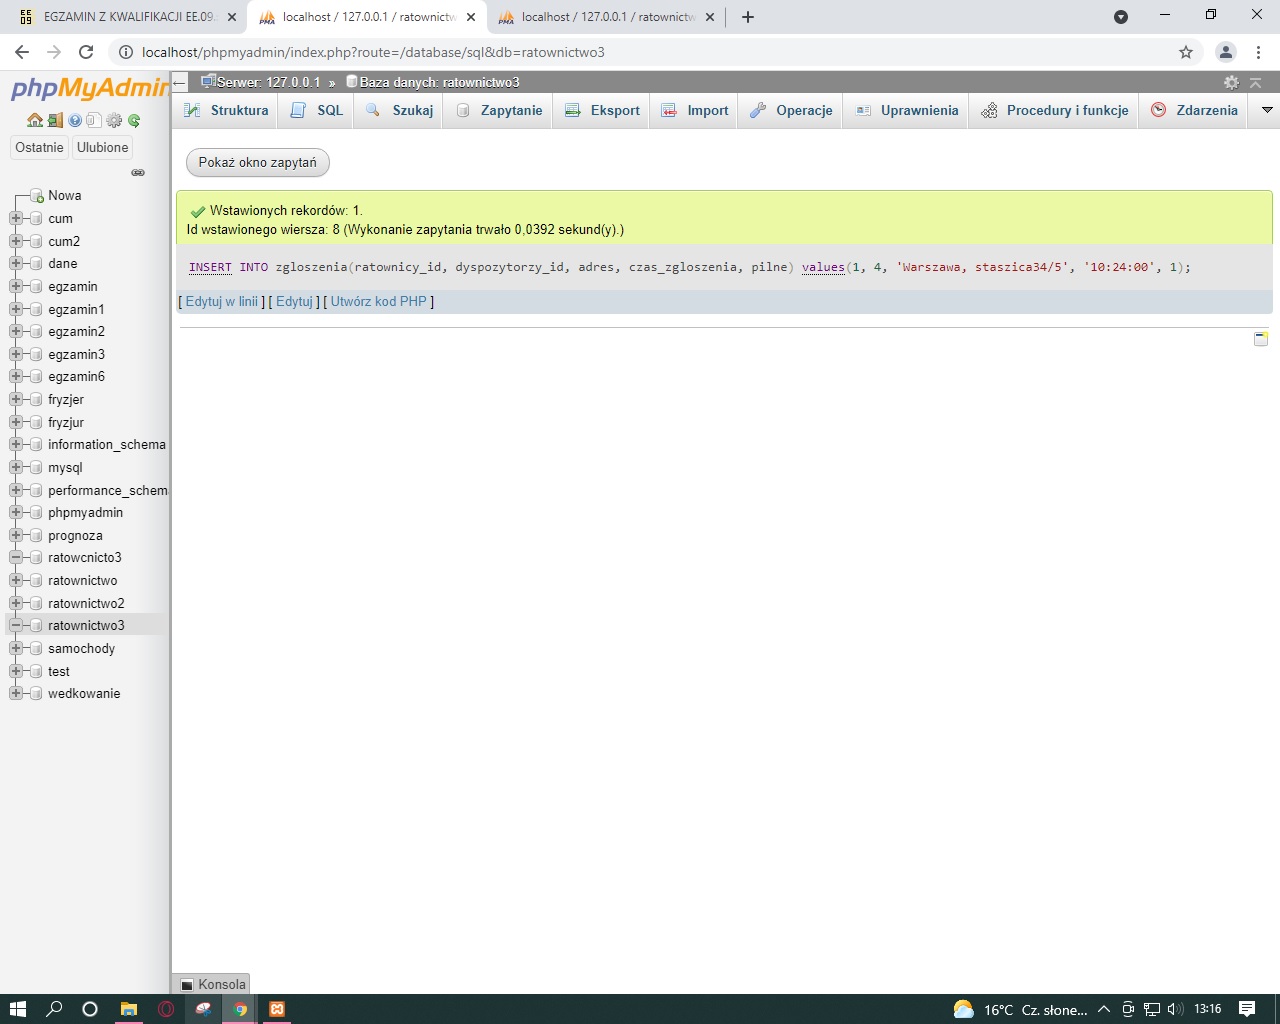 EE 09
EGZAMIN Z KWALIFIKACJI EE.09.
localhost / 127.0.0.1 / ratownictw
localhost / 127.0.0.1 / ratownictw
localhost/phpmyadmin/index.php?route=/database/sql&db=ratownictwo3
phpMyAdmin
Ostatnie
Ulubione
Nowa
cum
cum2
dane
egzamin
egzamin1
egzamin2
egzamin3
egzamin6
fryzjer
fryzjur
information_schema
mysql
performance_schema
phpmyadmin
prognoza
ratowcnicto3
ratownictwo
ratownictwo2
ratownictwo3
samochody
test
wedkowanie
Serwer: 127.0.0.1 » Baza danych: ratownictwo3
Struktura SQL Szukaj Zapytanie Eksport Import Operacje Uprawnienia Procedury i funkcje Zdarzenia
Pokaż okno zapytań
Wstawionych rekordów: 1.
Id wstawionego wiersza: 8 (Wykonanie zapytania trwało 0,0392 sekund(y).)
INSERT INTO zgloszenia(ratownicy_id, dyspozytorzy_id, adres, czas_zgloszenia, pilne) values(1, 4, 'Warszawa, staszica34/5', '10:24:00', 1);
[ Edytuj w linii ] [ Edytuj ] [ Utwórz kod PHP ]
Konsola
16°C Cz. słone... 13:16